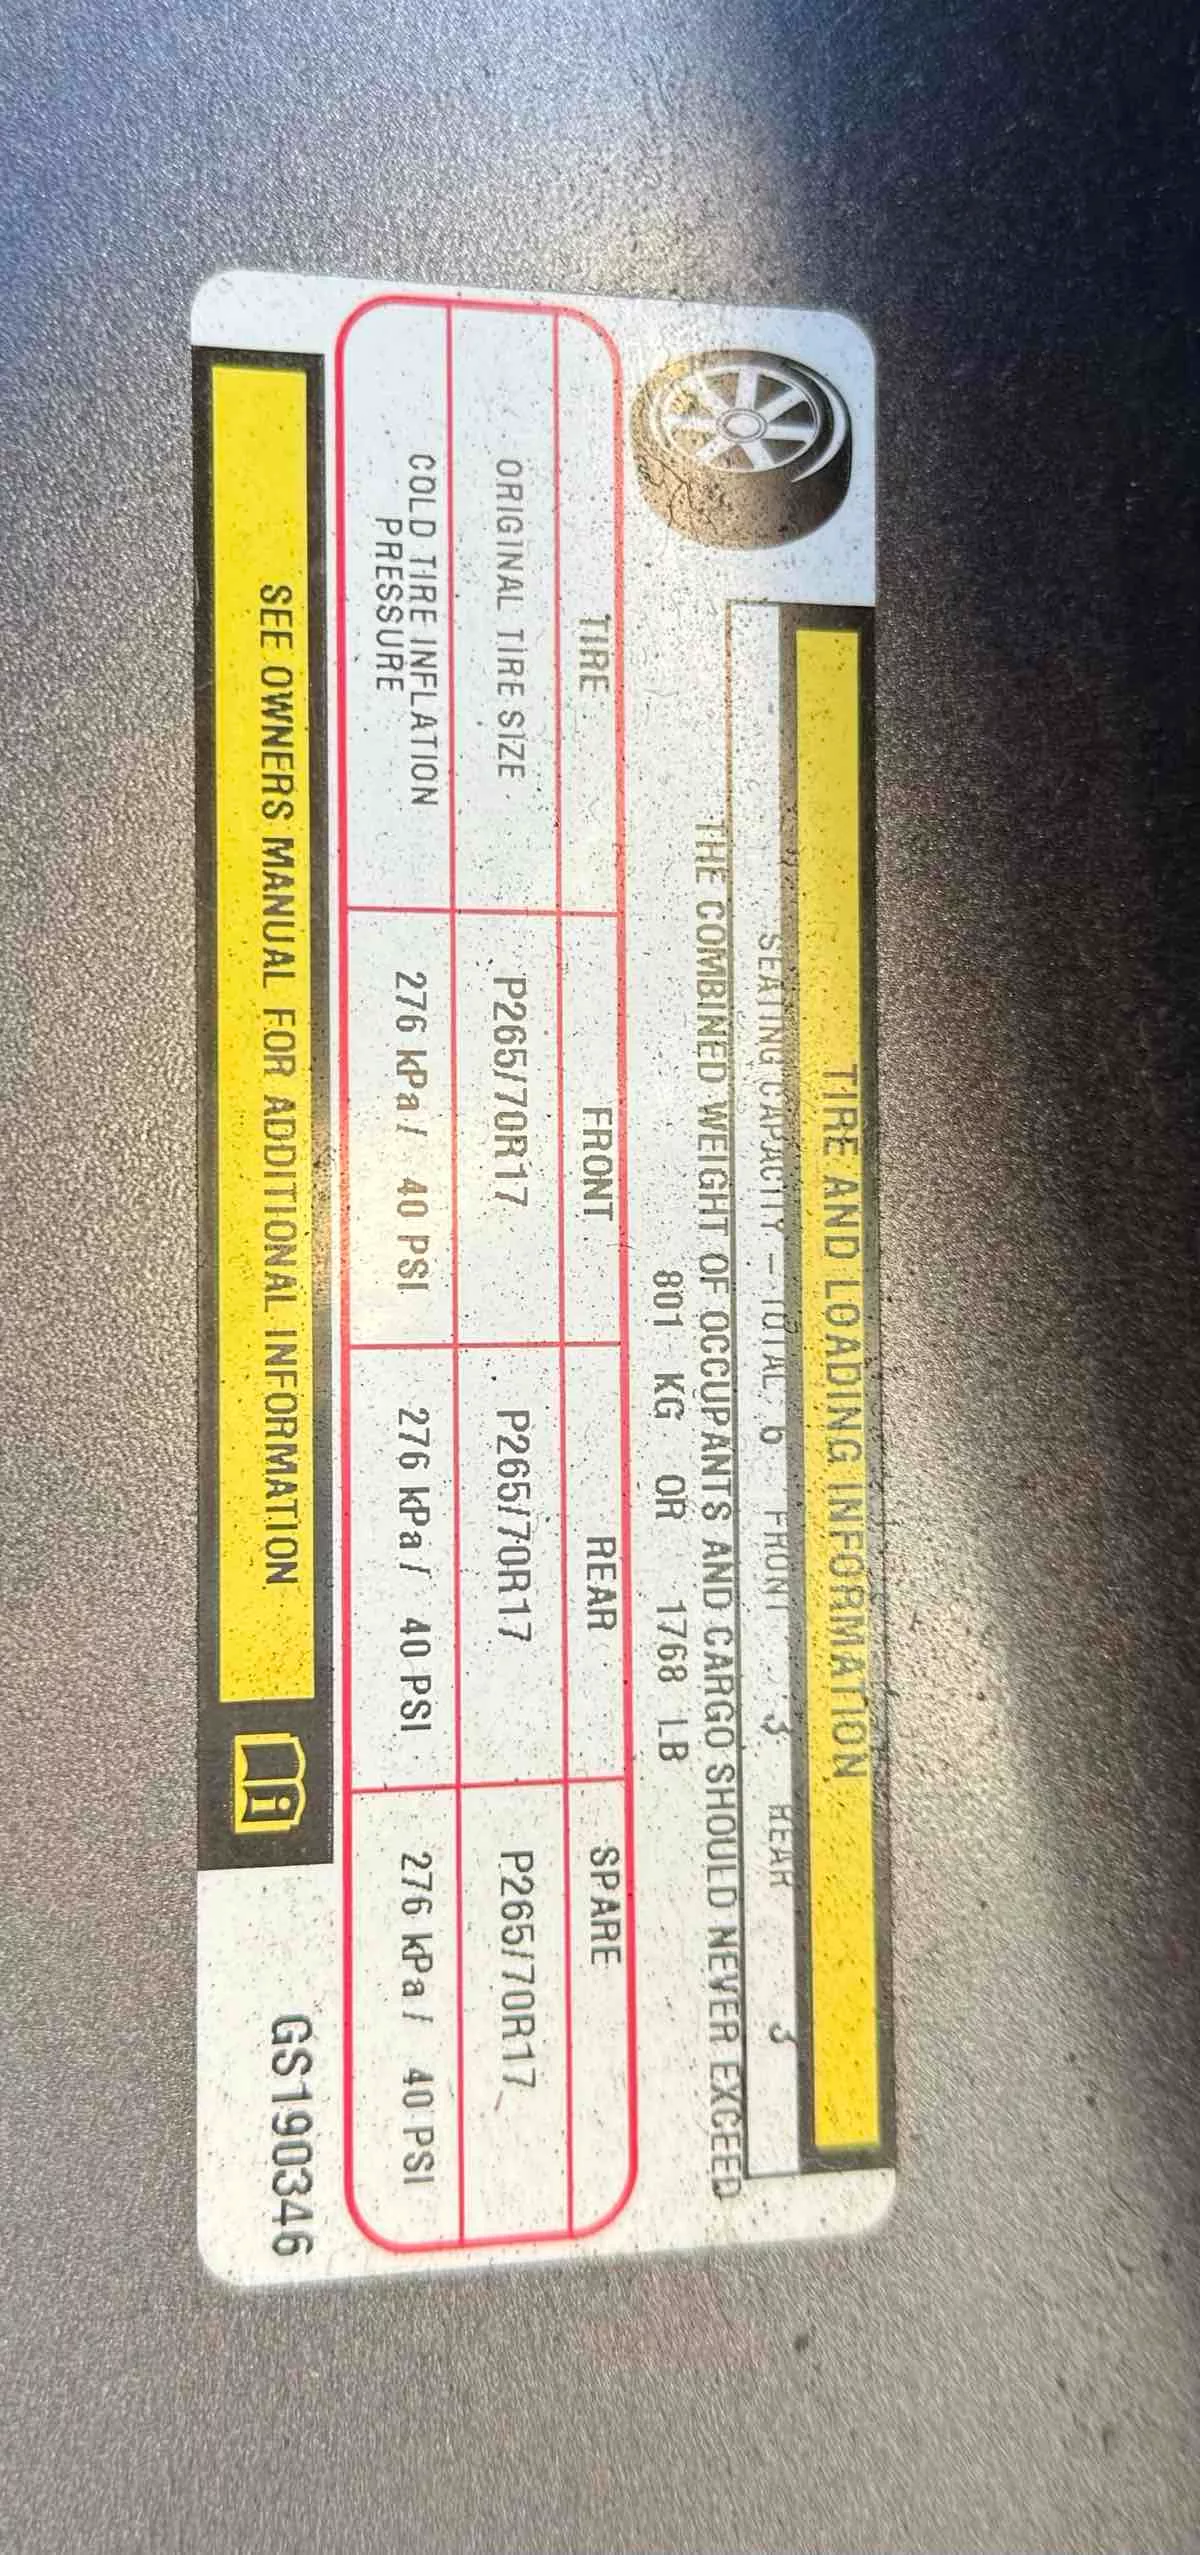 TIRE AND LOADING INFORMATION
SEATING CAPACITY – TOTAL 6 FRONT 3 REAR 3
THE COMBINED WEIGHT OF OCCUPANTS AND CARGO SHOULD NEVER EXCEED
801 KG OR 1768 LB
TIRE FRONT REAR SPARE
ORIGINAL TIRE SIZE P265/70R17 P265/70R17 P265/70R17
COLD TIRE INFLATION PRESSURE 276 kPa / 40 PSI 276 kPa / 40 PSI 276 kPa / 40 PSI
SEE OWNERS MANUAL FOR ADDITIONAL INFORMATION
GS190346